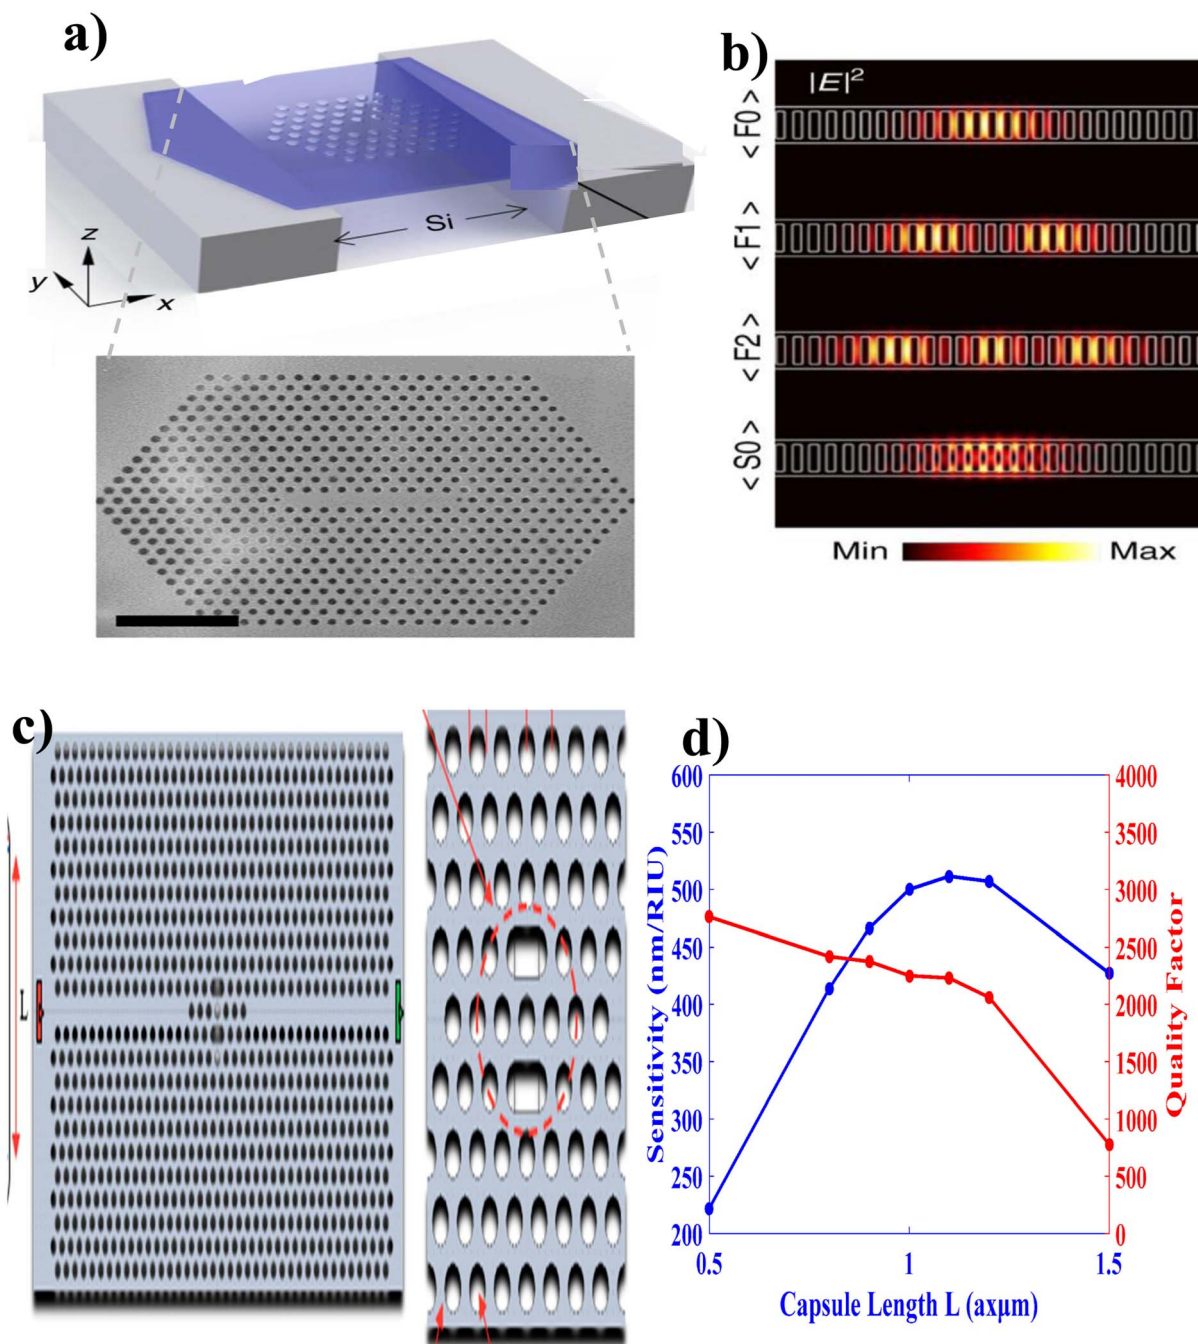 a)
Si
z
y
x
b)
|E|²
< F0 >
< F1 >
< F2 >
< S0 >
Min
Max
c)
L
d)
Sensitivity (nm/RIU)
600
550
500
450
400
350
300
250
200
4000
3500
3000
2500
2000
1500
1000
500
0
Quality Factor
0.5
1
1.5
Capsule Length L (axμm)